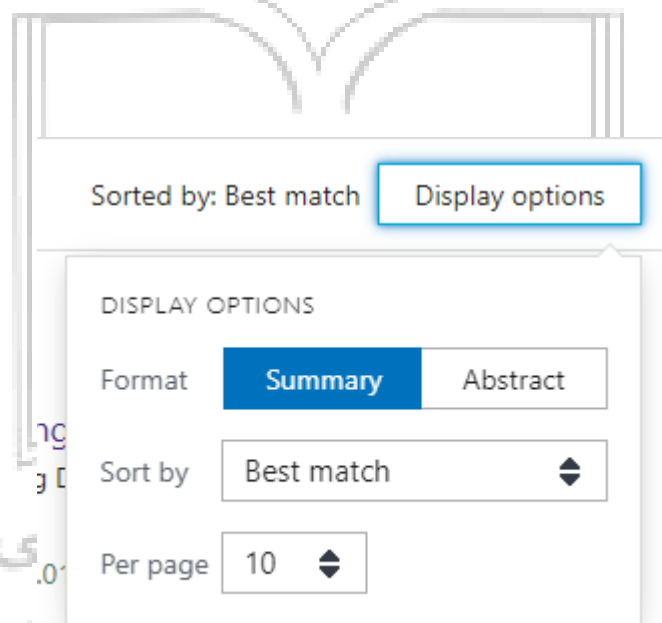 Sorted by: Best match Display options
DISPLAY OPTIONS
Format Summary Abstract
Sort by Best match
Per page 10